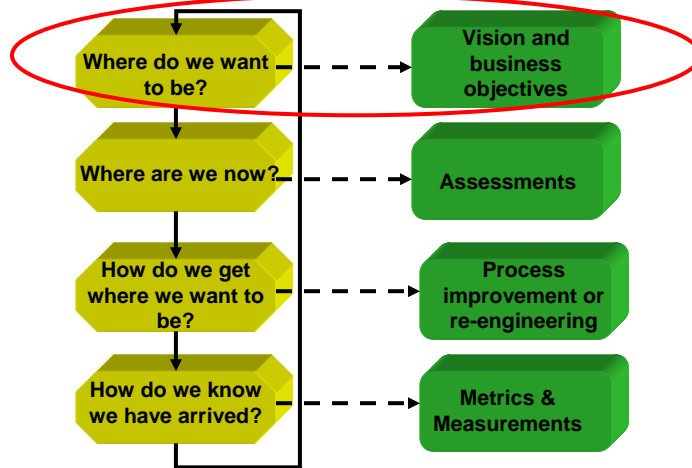 Where do we want
to be?
Vision and
business
objectives
Where are we now?
Assessments
How do we get
where we want to
be?
Process
improvement or
re-engineering
How do we know
we have arrived?
Metrics &
Measurements